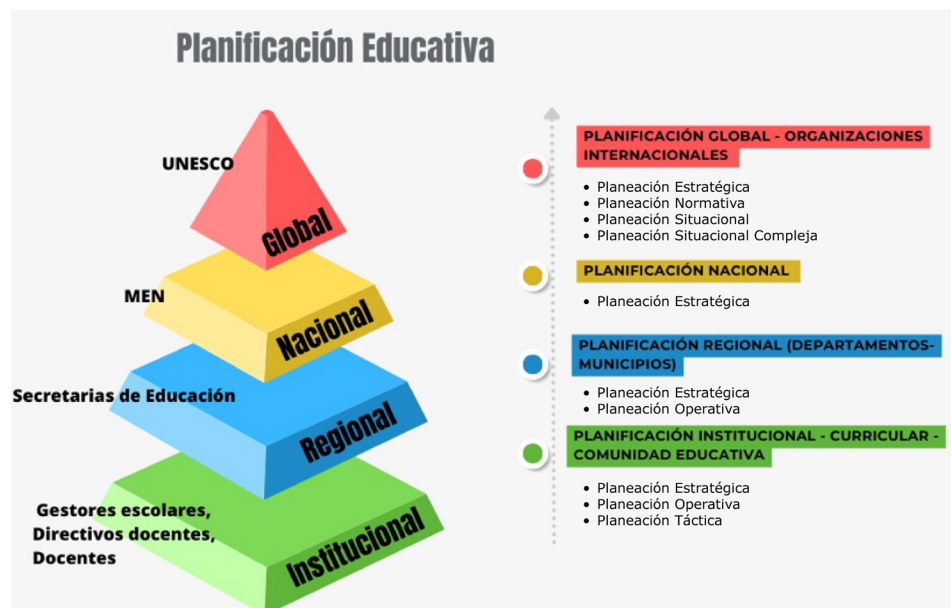 Planificación Educativa
UNESCO
Global
MEN
Nacional
Secretarias de Educación
Regional
Gestores escolares,
Directivos docentes,
Docentes
Institucional
PLANIFICACIÓN GLOBAL - ORGANIZACIONES
INTERNACIONALES
• Planeación Estratégica
• Planeación Normativa
• Planeación Situacional
• Planeación Situacional Compleja
PLANIFICACIÓN NACIONAL
• Planeación Estratégica
PLANIFICACIÓN REGIONAL (DEPARTAMENTOS-
MUNICIPIOS)
• Planeación Estratégica
• Planeación Operativa
PLANIFICACIÓN INSTITUCIONAL - CURRICULAR -
COMUNIDAD EDUCATIVA
• Planeación Estratégica
• Planeación Operativa
• Planeación Táctica